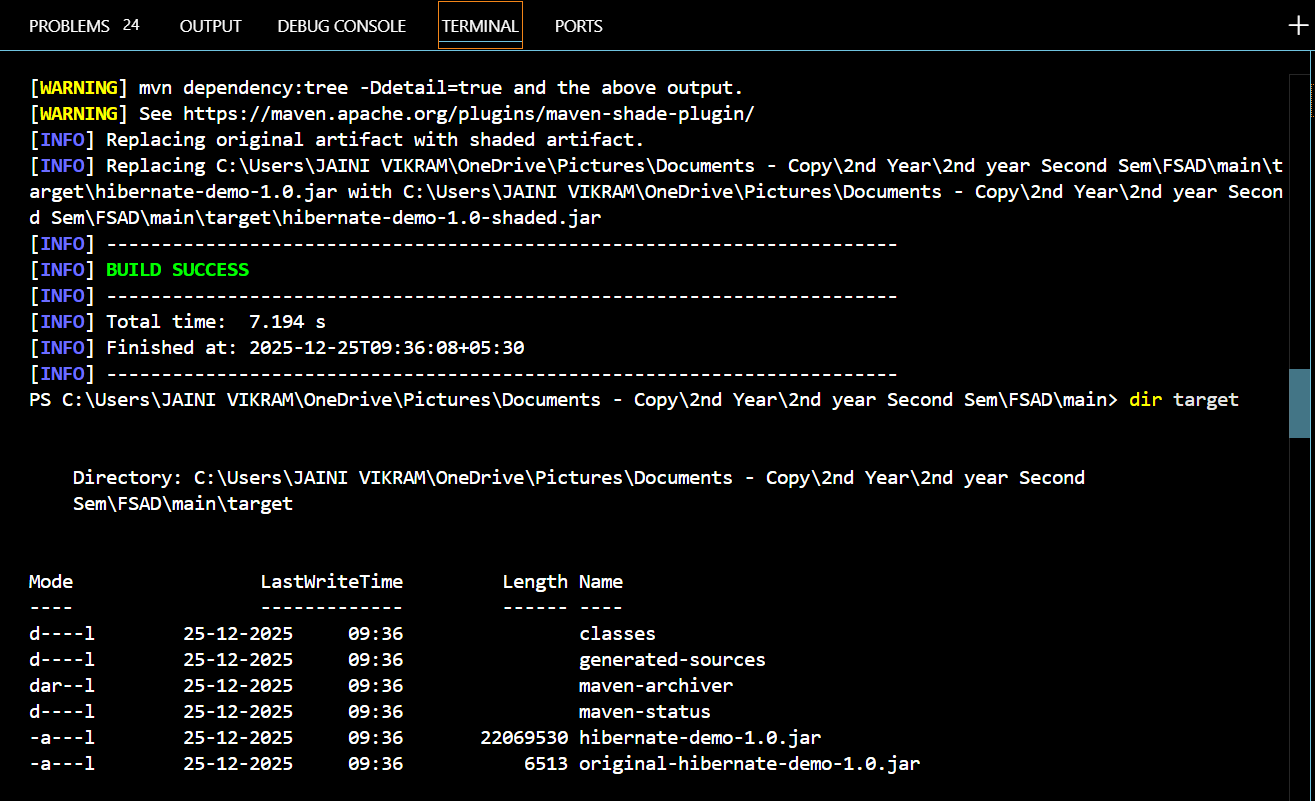 PROBLEMS 24 OUTPUT DEBUG CONSOLE TERMINAL PORTS +
[WARNING] mvn dependency:tree -Ddetail=true and the above output.
[WARNING] See https://maven.apache.org/plugins/maven-shade-plugin/
[INFO] Replacing original artifact with shaded artifact.
[INFO] Replacing C:\Users\JAINI VIKRAM\OneDrive\Pictures\Documents - Copy\2nd Year\2nd year Second Sem\FSAD\main\t
arget\hibernate-demo-1.0.jar with C:\Users\JAINI VIKRAM\OneDrive\Pictures\Documents - Copy\2nd Year\2nd year Secon
d Sem\FSAD\main\target\hibernate-demo-1.0-shaded.jar
[INFO] ------------------------------------------------------------------------
[INFO] BUILD SUCCESS
[INFO] ------------------------------------------------------------------------
[INFO] Total time:  7.194 s
[INFO] Finished at: 2025-12-25T09:36:08+05:30
[INFO] ------------------------------------------------------------------------
PS C:\Users\JAINI VIKRAM\OneDrive\Pictures\Documents - Copy\2nd Year\2nd year Second Sem\FSAD\main> dir target
Directory: C:\Users\JAINI VIKRAM\OneDrive\Pictures\Documents - Copy\2nd Year\2nd year Second
Sem\FSAD\main\target
Mode                 LastWriteTime         Length Name
----                 -------------         ------ ----
d----l        25-12-2025     09:36                classes
d----l        25-12-2025     09:36                generated-sources
dar--l        25-12-2025     09:36                maven-archiver
d----l        25-12-2025     09:36                maven-status
-a---l        25-12-2025     09:36       22069530 hibernate-demo-1.0.jar
-a---l        25-12-2025     09:36           6513 original-hibernate-demo-1.0.jar